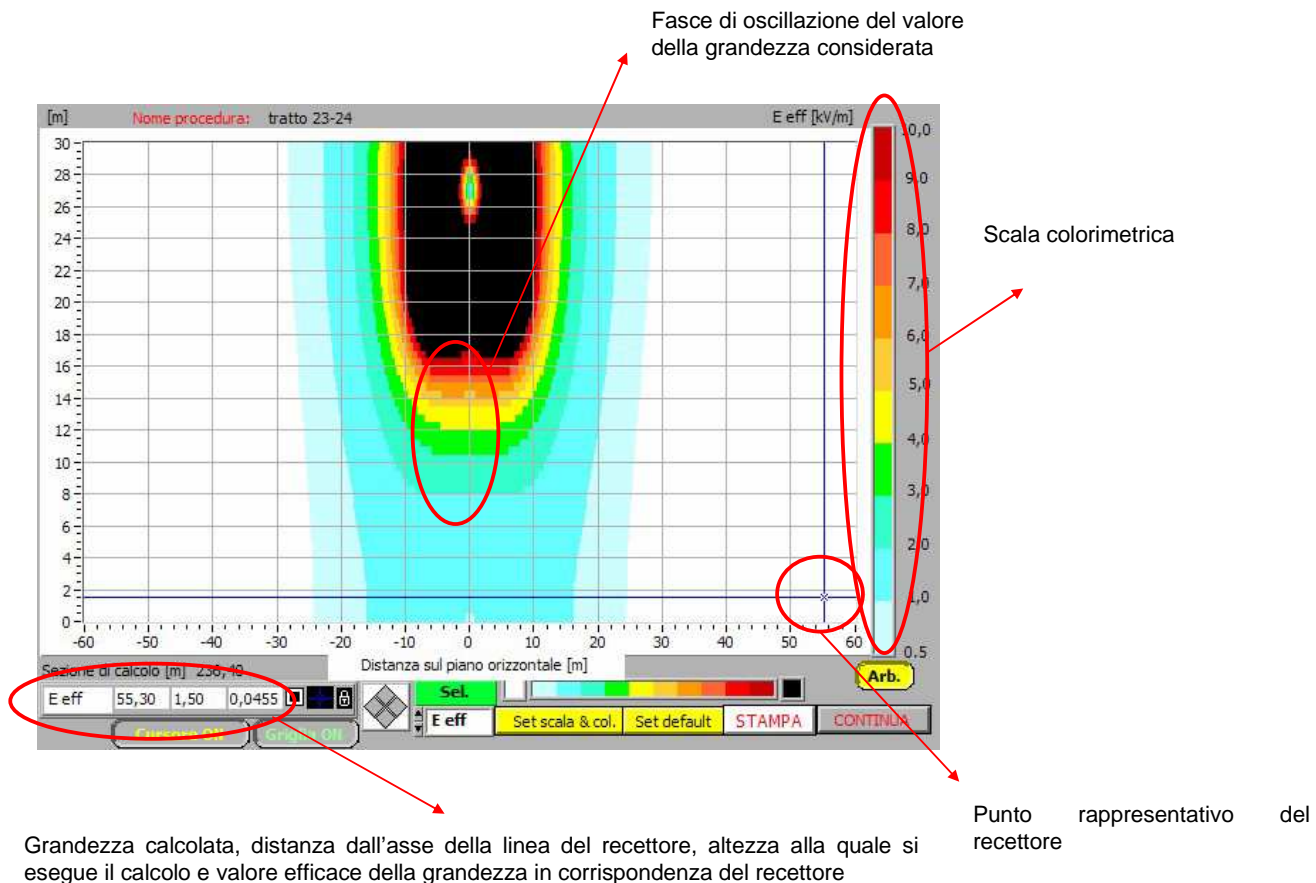 Fasce di oscillazione del valore
della grandezza considerata
[m] Nome procedura: tratto 23-24 E eff [kV/m]
10,0
9,0
8,0
7,0
6,0
5,0
4,0
3,0
2,0
1,0
0.5
Scala colorimetrica
30
28
26
24
22
20
18
16
14
12
10
8
6
4
2
0
-60 -50 -40 -30 -20 -10 0 10 20 30 40 50 60
Sezione di calcolo [m] Distanza sul piano orizzontale [m]
Arb.
E eff 55,30 1,50 0,0455
Sel.
E eff Set scala & col. Set default STAMPA CONTINUA
Cursore ON Griglia ON
Punto rappresentativo del
recettore
Grandezza calcolata, distanza dall'asse della linea del recettore, altezza alla quale si
esegue il calcolo e valore efficace della grandezza in corrispondenza del recettore